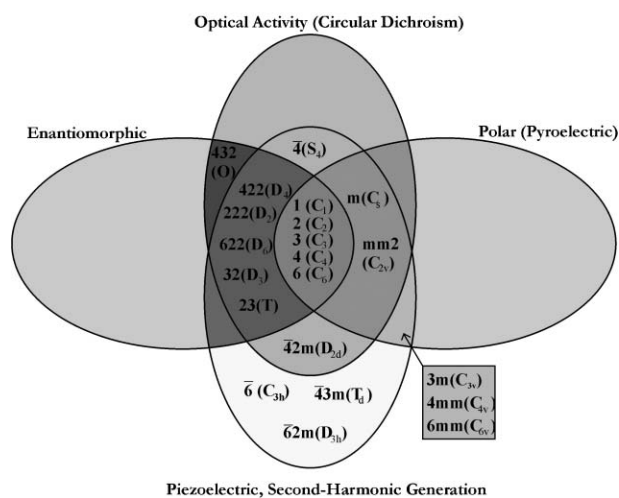 Optical Activity (Circular Dichroism)
Enantiomorphic
Polar (Pyroelectric)
432
(O)
4̅(S₄)
422(D₄)
222(D₂)
622(D₆)
32(D₃)
23(T)
1 (C₁)
2 (C₂)
3 (C₃)
4 (C₄)
6 (C₆)
m(Cₛ)
mm2
(C₂ᵥ)
4̅2m(D₂d)
6̅ (C₃ₕ)
4̅3m(T_d)
6̅2m(D₃ₕ)
3m(C₃ᵥ)
4mm(C₄ᵥ)
6mm(C₆ᵥ)
Piezoelectric, Second-Harmonic Generation